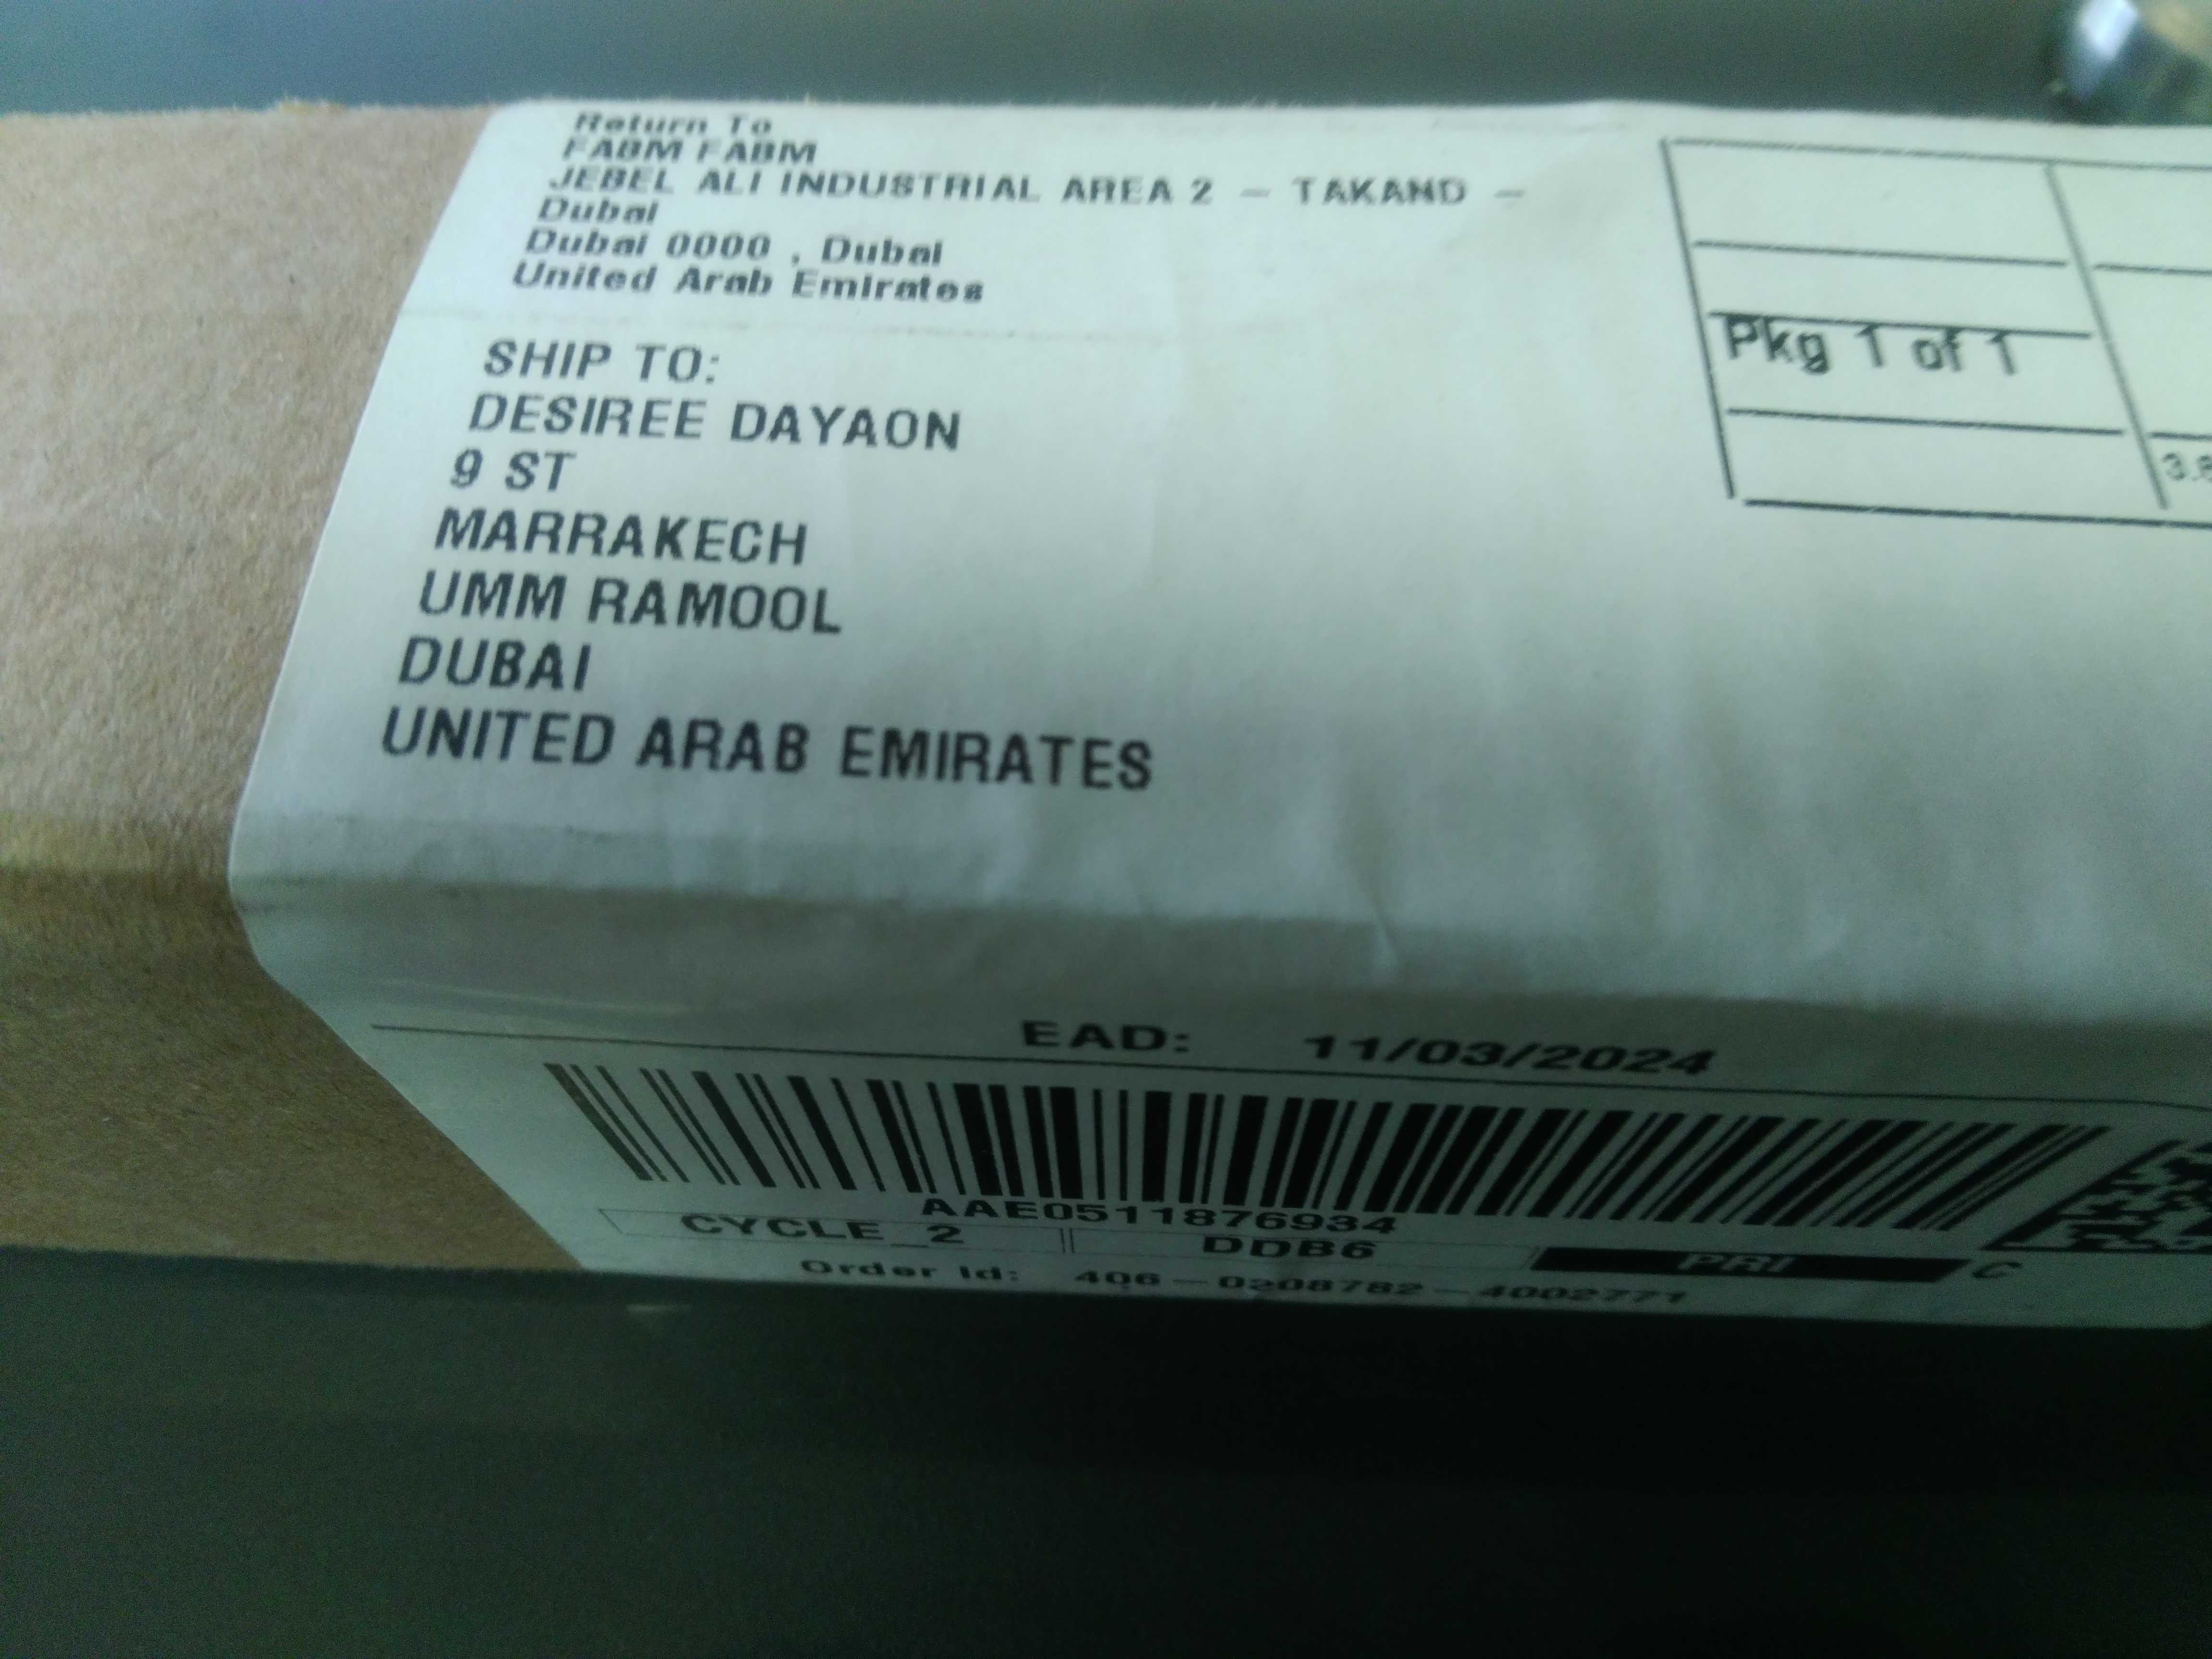 Return To
FABM FABM
JEBEL ALI INDUSTRIAL AREA 2 - TAKAND -
Dubai
Dubai 0000 , Dubai
United Arab Emirates
Pkg 1 of 1
SHIP TO:
DESIREE DAYAON
9 ST
MARRAKECH
UMM RAMOOL
DUBAI
UNITED ARAB EMIRATES
EAD: 11/03/2024
AAE0511876934
CYCLE_2 DDB6 PRI C
Order Id: 406-0208782-4002771